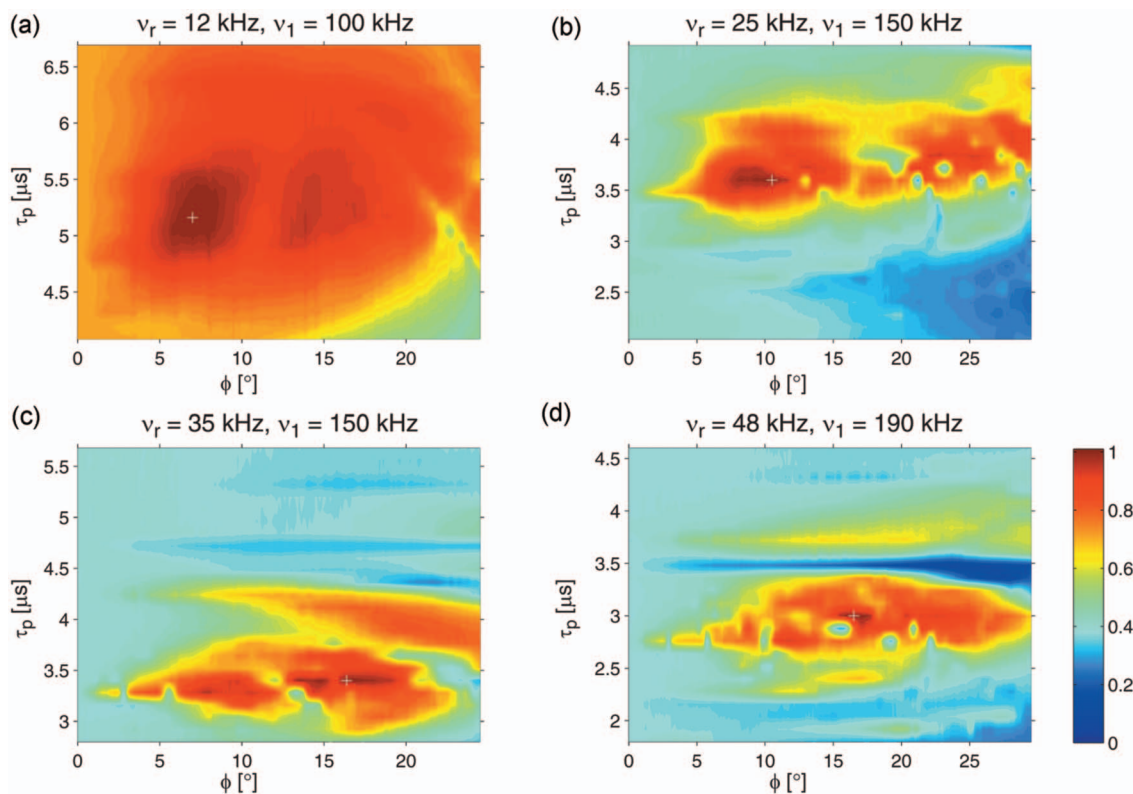 (a)
νr = 12 kHz, ν1 = 100 kHz
6.5
6
5.5
5
4.5
τp [μs]
0 5 10 15 20
ϕ [°]
(b)
νr = 25 kHz, ν1 = 150 kHz
4.5
4
3.5
3
2.5
τp [μs]
0 5 10 15 20 25
ϕ [°]
(c)
νr = 35 kHz, ν1 = 150 kHz
5.5
5
4.5
4
3.5
3
τp [μs]
0 5 10 15 20
ϕ [°]
(d)
νr = 48 kHz, ν1 = 190 kHz
4.5
4
3.5
3
2.5
2
τp [μs]
0 5 10 15 20 25
ϕ [°]
1
0.8
0.6
0.4
0.2
0